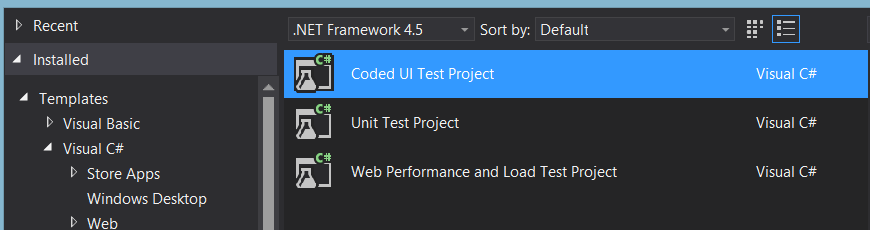 Recent
Installed
Templates
Visual Basic
Visual C#
Store Apps
Windows Desktop
Web
.NET Framework 4.5
Sort by: Default
C#
Coded UI Test Project Visual C#
C#
Unit Test Project Visual C#
C#
Web Performance and Load Test Project Visual C#